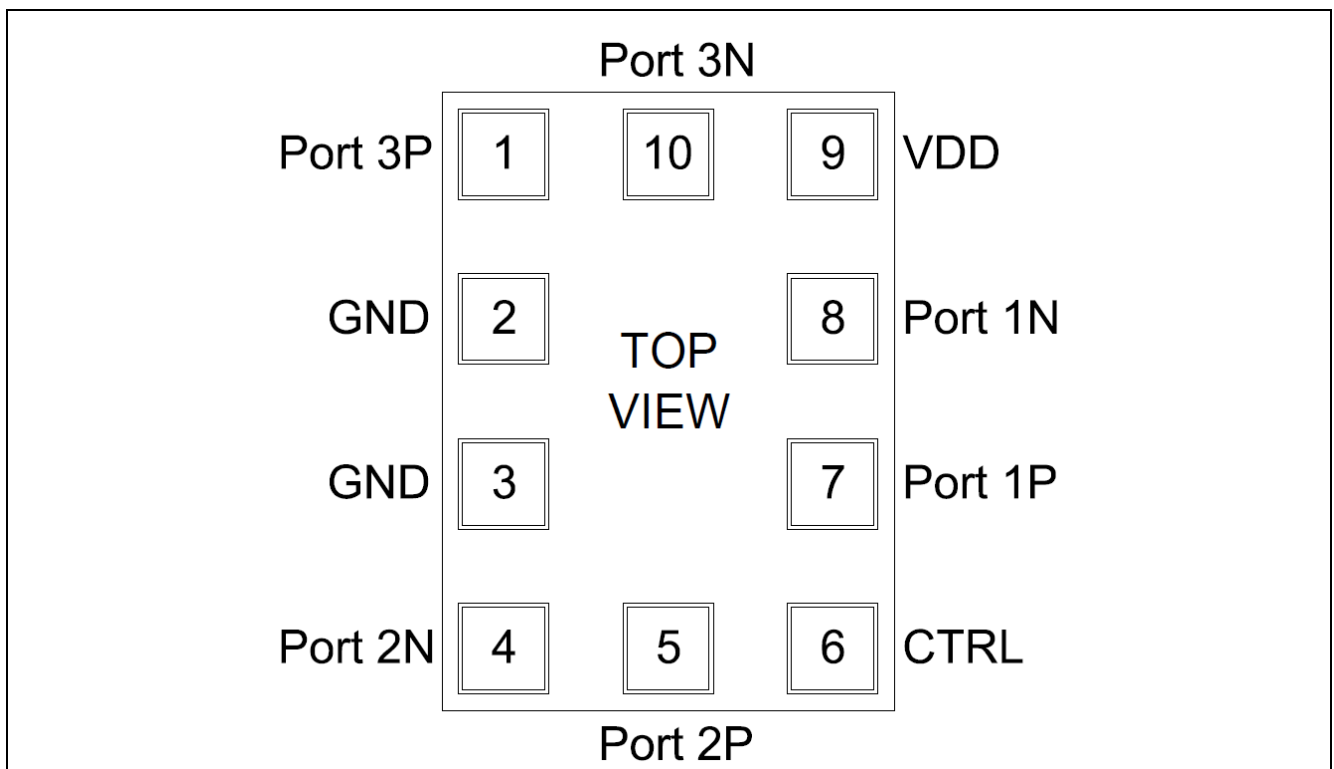 Port 3N
Port 3P 1 10 9 VDD
GND 2 8 Port 1N
TOP
VIEW
GND 3 7 Port 1P
Port 2N 4 5 6 CTRL
Port 2P